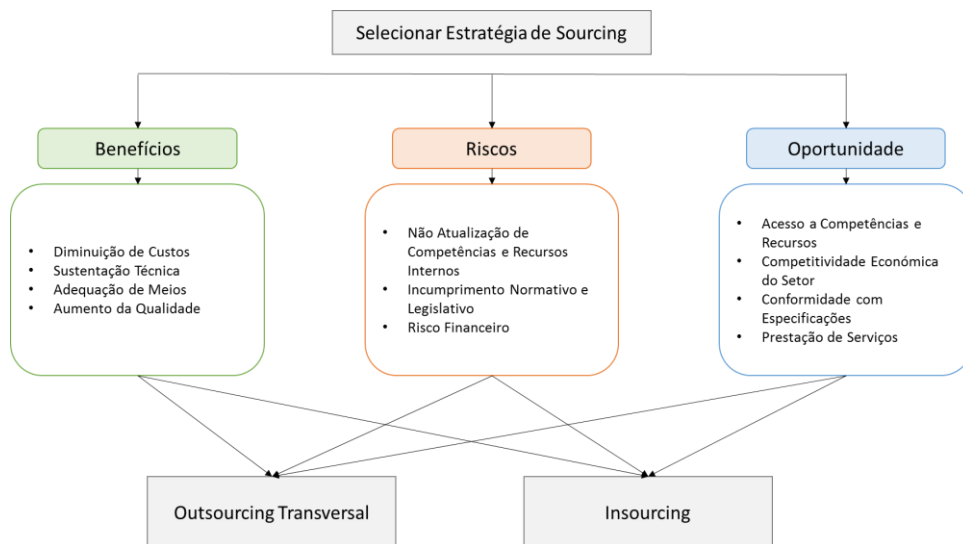 Selecionar Estratégia de Sourcing
Benefícios
Riscos
Oportunidade
• Diminuição de Custos
• Sustentação Técnica
• Adequação de Meios
• Aumento da Qualidade
• Não Atualização de
Competências e Recursos
Internos
• Incumprimento Normativo e
Legislativo
• Risco Financeiro
• Acesso a Competências e
Recursos
• Competitividade Económica
do Setor
• Conformidade com
Especificações
• Prestação de Serviços
Outsourcing Transversal
Insourcing